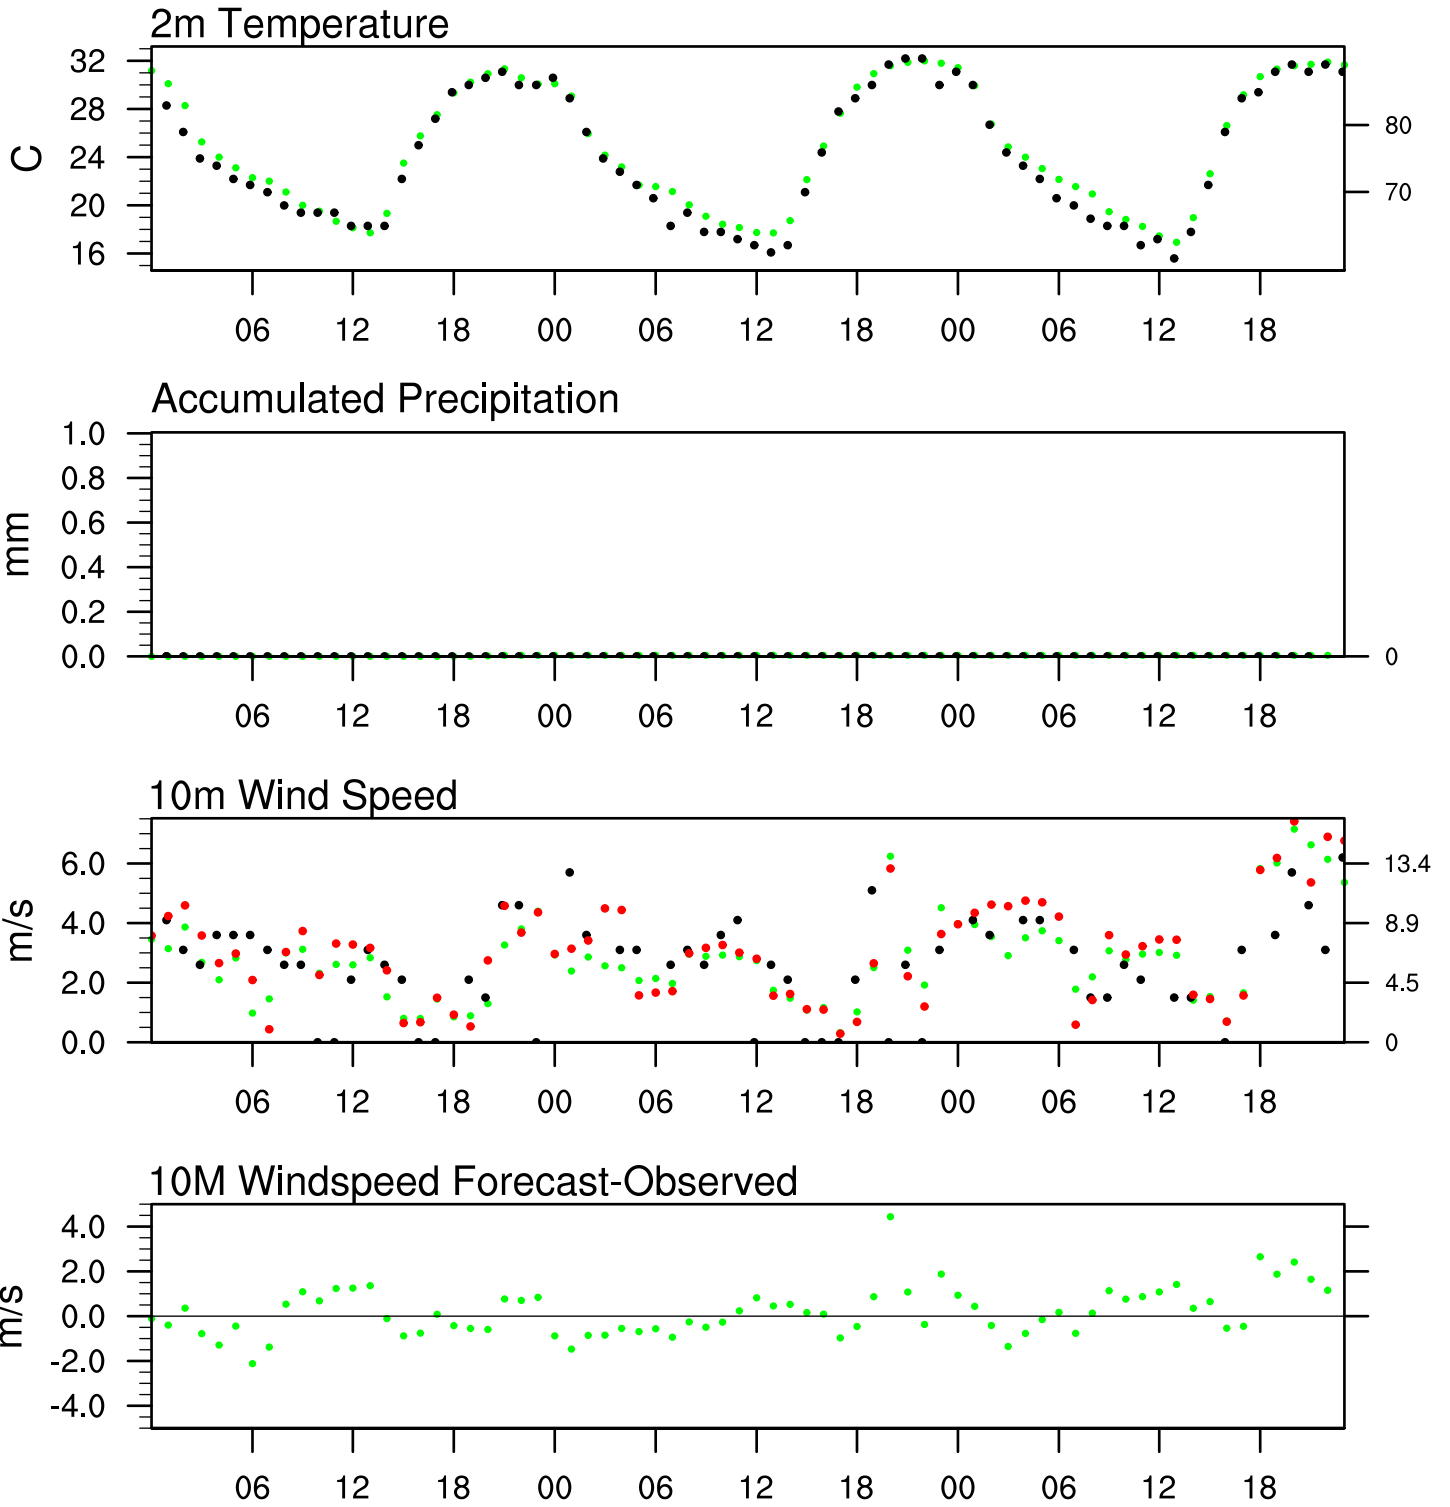 2m Temperature
32
28
24
20
16
C
80
70
06 12 18 00 06 12 18 00 06 12 18
Accumulated Precipitation
1.0
0.8
0.6
0.4
0.2
0.0
mm
0
06 12 18 00 06 12 18 00 06 12 18
10m Wind Speed
6.0
4.0
2.0
0.0
m/s
13.4
8.9
4.5
0
06 12 18 00 06 12 18 00 06 12 18
10M Windspeed Forecast-Observed
4.0
2.0
0.0
-2.0
-4.0
m/s
06 12 18 00 06 12 18 00 06 12 18